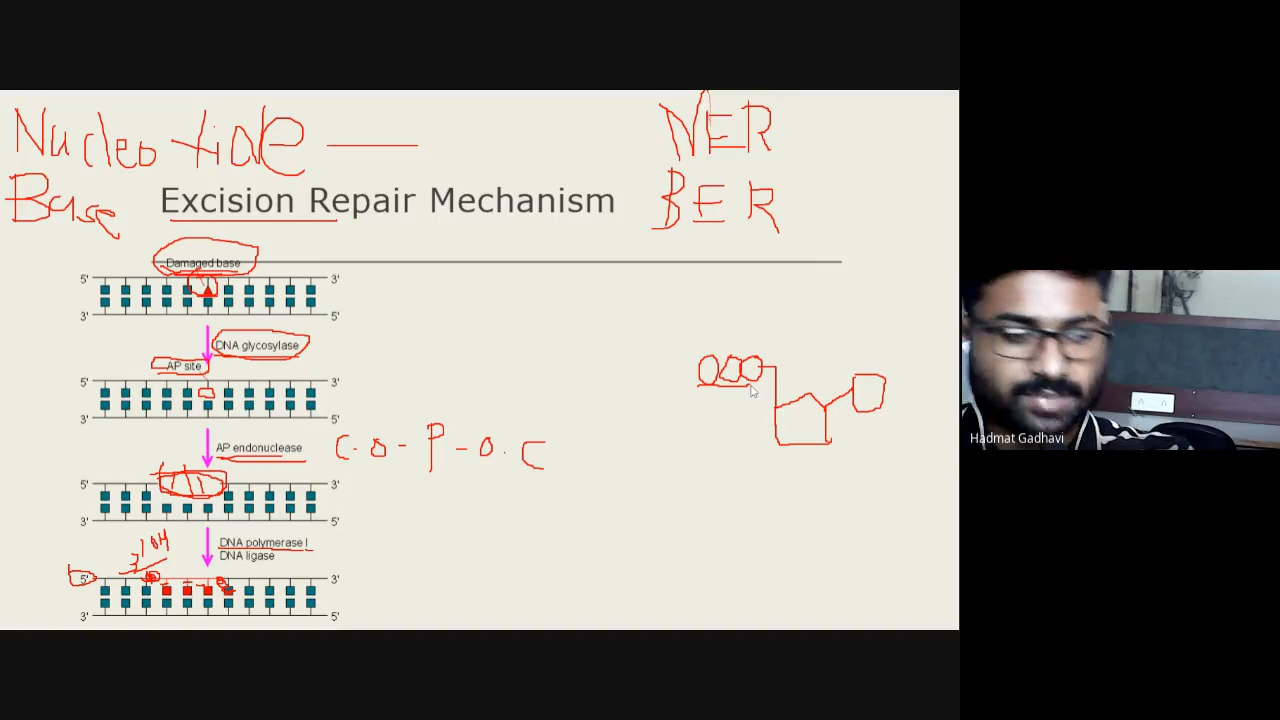 Nucleotide — NER
Base Excision Repair Mechanism BER
Damaged base
5' 3'
3' 5'
DNA glycosylase
AP site
5' 3'
3' 5'
AP endonuclease C-O-P-O-C
5' 3'
3' 5'
DNA polymerase I
DNA ligase
3'OH
5' 3'
3' 5'
Hadmat Gadhavi